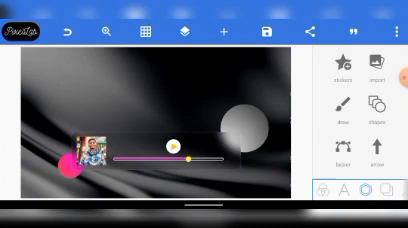 PixelLab
stickers
import
draw
shapes
bezier
arrow